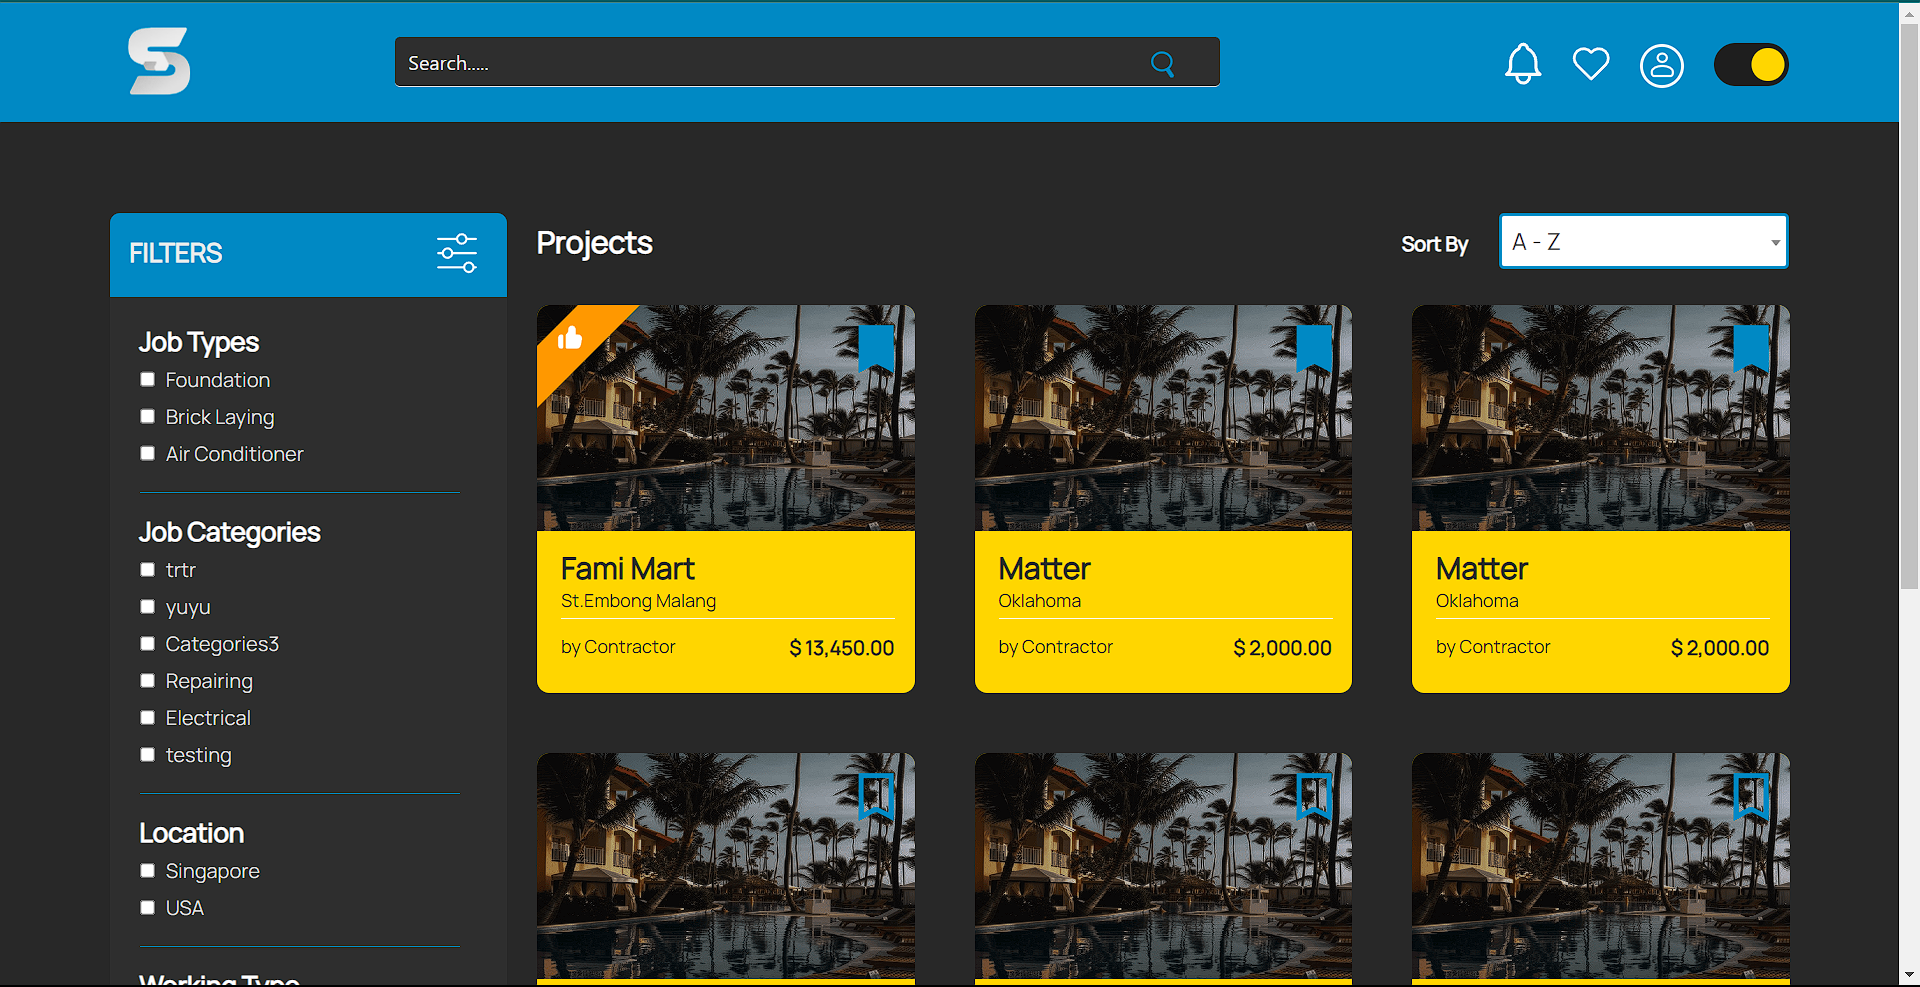 Search.....
FILTERS
Projects
Sort By
A - Z
Job Types
Foundation
Brick Laying
Air Conditioner
Job Categories
trtr
yuyu
Categories3
Repairing
Electrical
testing
Location
Singapore
USA
Working Type
Fami Mart
St.Embong Malang
by Contractor
$ 13,450.00
Matter
Oklahoma
by Contractor
$ 2,000.00
Matter
Oklahoma
by Contractor
$ 2,000.00